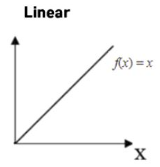 Linear
f(x) = x
X